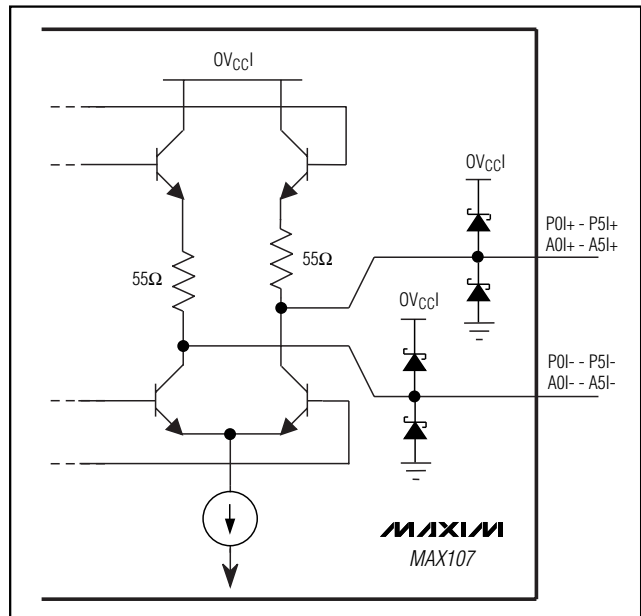 OVCCI
OVCCI
P0I+ - P5I+
A0I+ - A5I+
55Ω
55Ω
OVCCI
P0I- - P5I-
A0I- - A5I-
MAXIM
MAX107